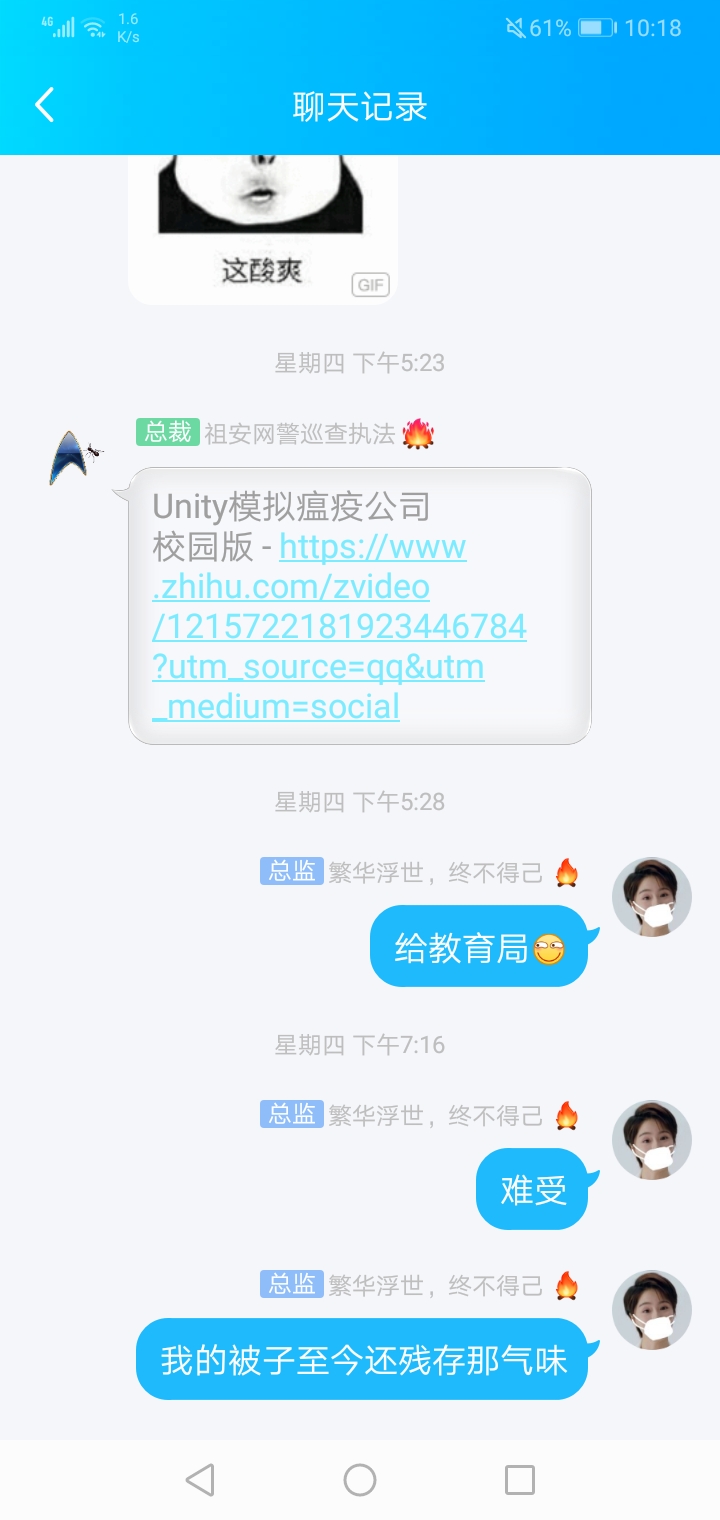 4G 1.6 K/s 61% 10:18
聊天记录
这酸爽
GIF
星期四 下午5:23
总裁 祖安网警巡查执法
Unity模拟瘟疫公司
校园版 - https://www
.zhihu.com/zvideo
/1215722181923446784
?utm_source=qq&utm
_medium=social
星期四 下午5:28
总监 繁华浮世，终不得己
给教育局
星期四 下午7:16
总监 繁华浮世，终不得己
难受
总监 繁华浮世，终不得己
我的被子至今还残存那气味